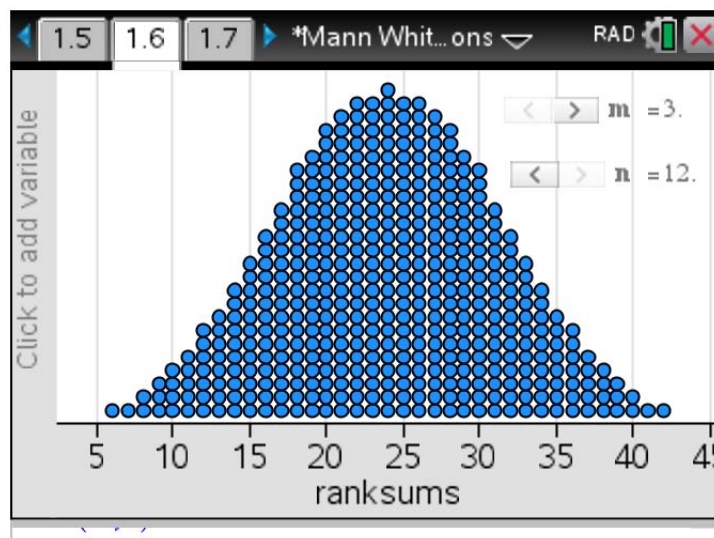 1.5 1.6 1.7 *Mann Whit...ons RAD
m =3.
n =12.
Click to add variable
5 10 15 20 25 30 35 40
ranksums